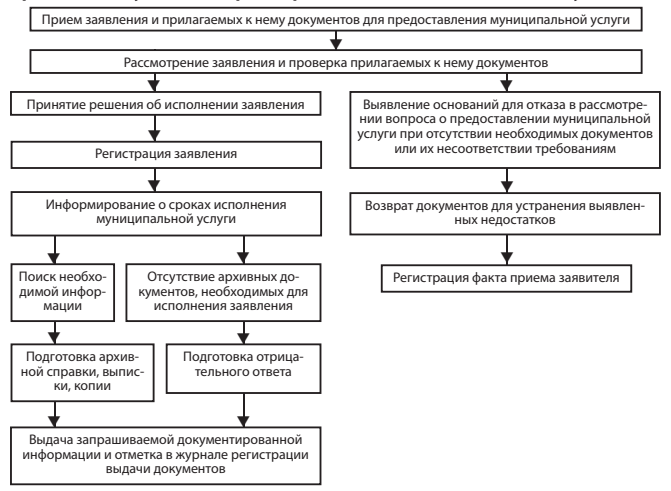 Прием заявления и прилагаемых к нему документов для предоставления муниципальной услуги
Рассмотрение заявления и проверка прилагаемых к нему документов
Принятие решения об исполнении заявления
Регистрация заявления
Информирование о сроках исполнения
муниципальной услуги
Поиск необхо-
димой инфор-
мации
Отсутствие архивных до-
кументов, необходимых для
исполнения заявления
Подготовка архив-
ной справки, выпис-
ки, копии
Подготовка отрица-
тельного ответа
Выдача запрашиваемой документированной
информации и отметка в журнале регистрации
выдачи документов
Выявление оснований для отказа в рассмотре-
нии вопроса о предоставлении муниципальной
услуги при отсутствии необходимых документов
или их несоответствии требованиям
Возврат документов для устранения выявлен-
ных недостатков
Регистрация факта приема заявителя